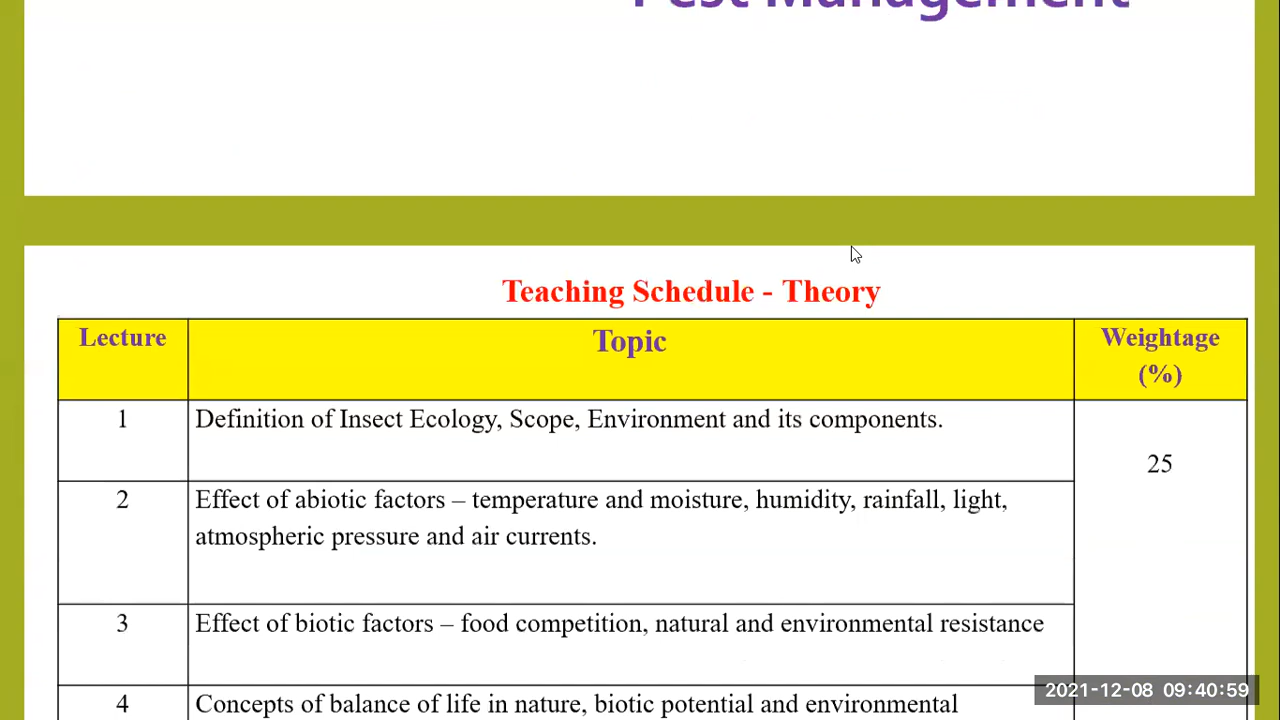 Pest Management
Teaching Schedule - Theory
Lecture
Topic
Weightage
(%)
1
Definition of Insect Ecology, Scope, Environment and its components.
25
2
Effect of abiotic factors – temperature and moisture, humidity, rainfall, light,
atmospheric pressure and air currents.
3
Effect of biotic factors – food competition, natural and environmental resistance
4
Concepts of balance of life in nature, biotic potential and environmental
2021-12-08 09:40:59